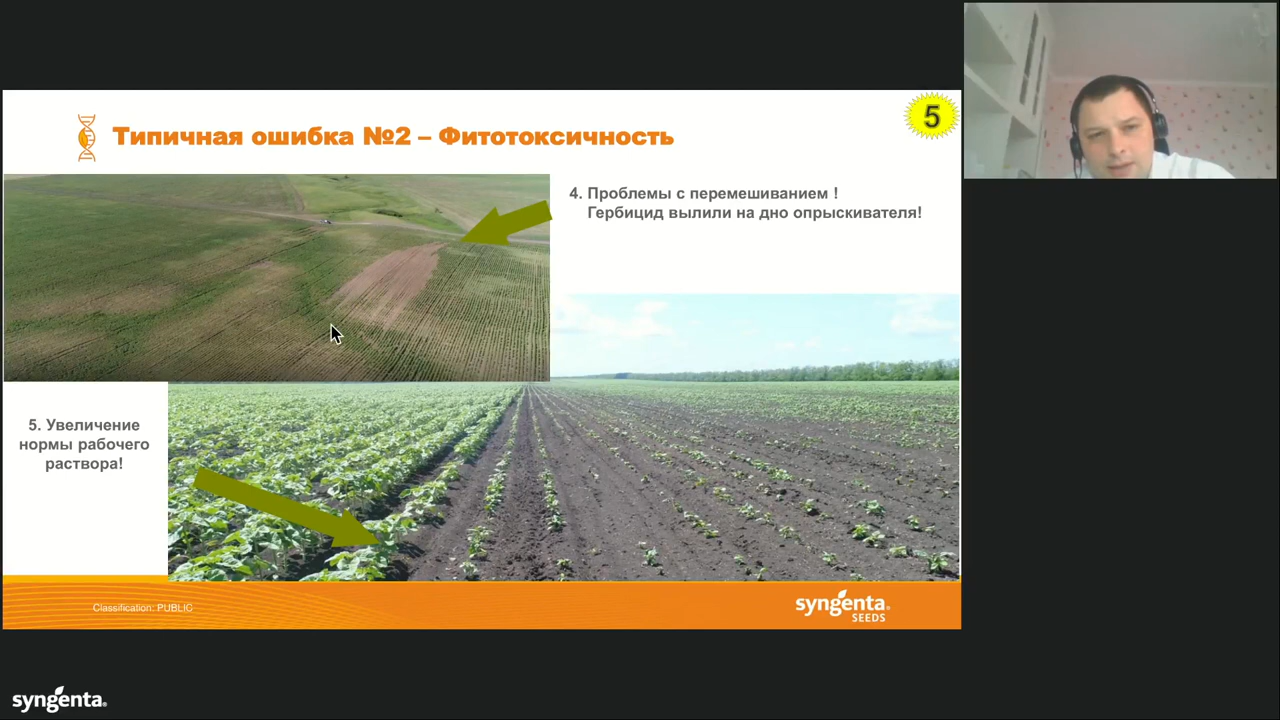 5
Типичная ошибка №2 – Фитотоксичность
4. Проблемы с перемешиванием !
Гербицид вылили на дно опрыскивателя!
5. Увеличение
нормы рабочего
раствора!
Classification: PUBLIC
syngenta
SEEDS
syngenta